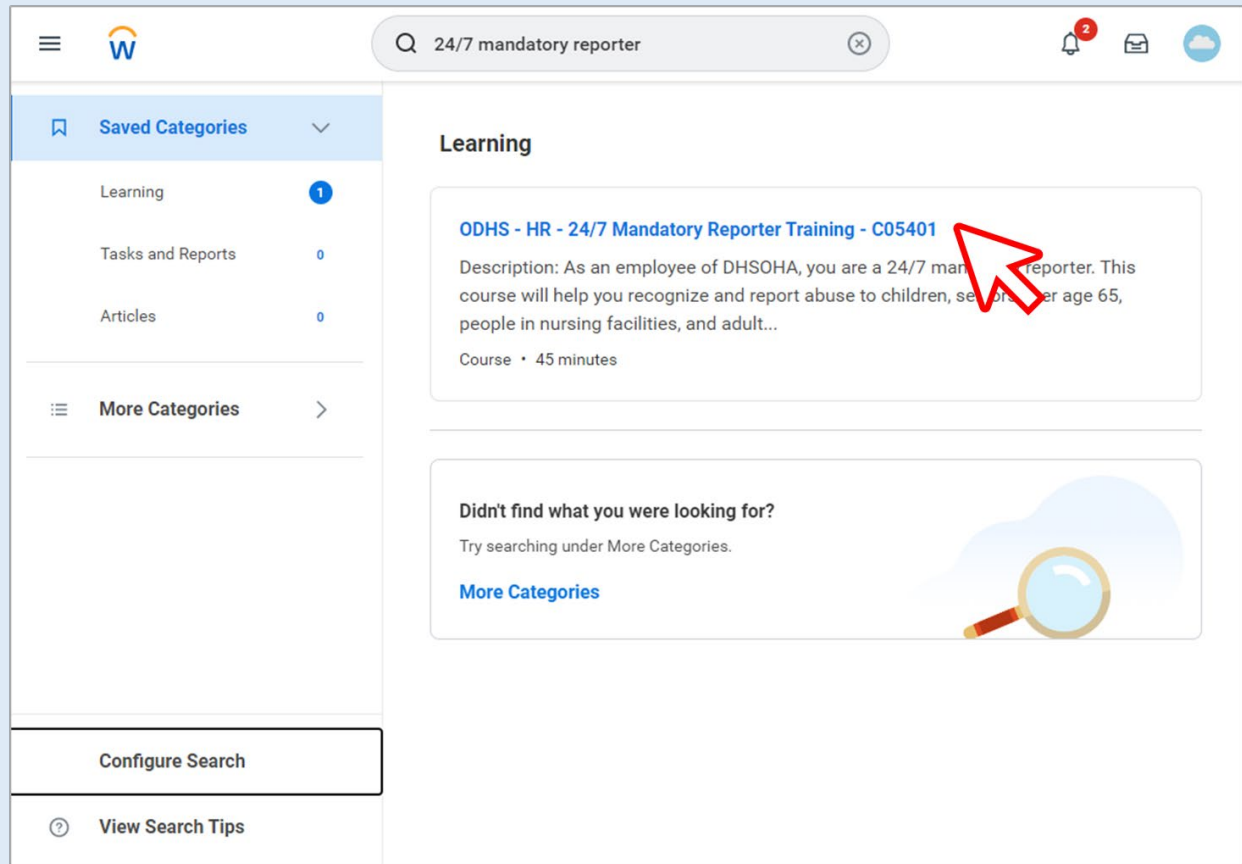 W
24/7 mandatory reporter
2
Saved Categories
Learning
1
Tasks and Reports
0
Articles
0
More Categories
Configure Search
? View Search Tips
Learning
ODHS - HR - 24/7 Mandatory Reporter Training - C05401
Description: As an employee of DHSOHA, you are a 24/7 reporter. This
course will help you recognize and report abuse to children, age 65,
people in nursing facilities, and adult...
Course • 45 minutes
Didn't find what you were looking for?
Try searching under More Categories.
More Categories